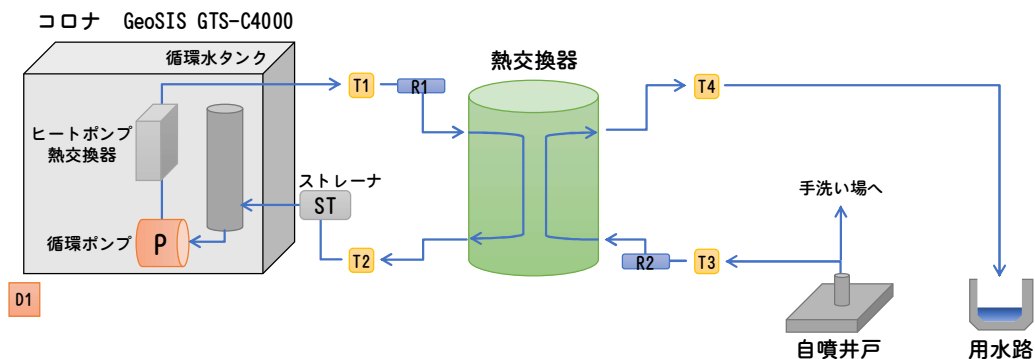 コロナ GeoSIS GTS-C4000
循環水タンク
熱交換器
T1
R1
T4
ヒートポンプ
熱交換器
ストレーナ
ST
手洗い場へ
循環ポンプ
P
T2
R2
T3
D1
自噴井戸
用水路